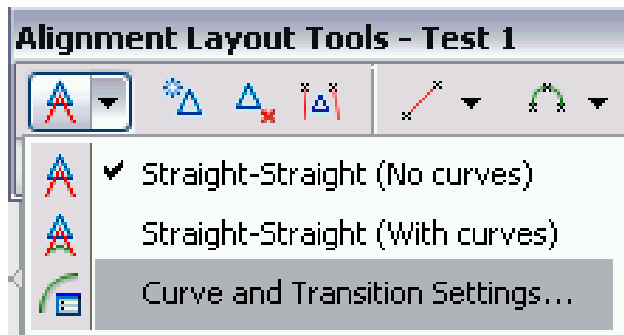 Alignment Layout Tools - Test 1
Straight-Straight (No curves)
Straight-Straight (With curves)
Curve and Transition Settings...